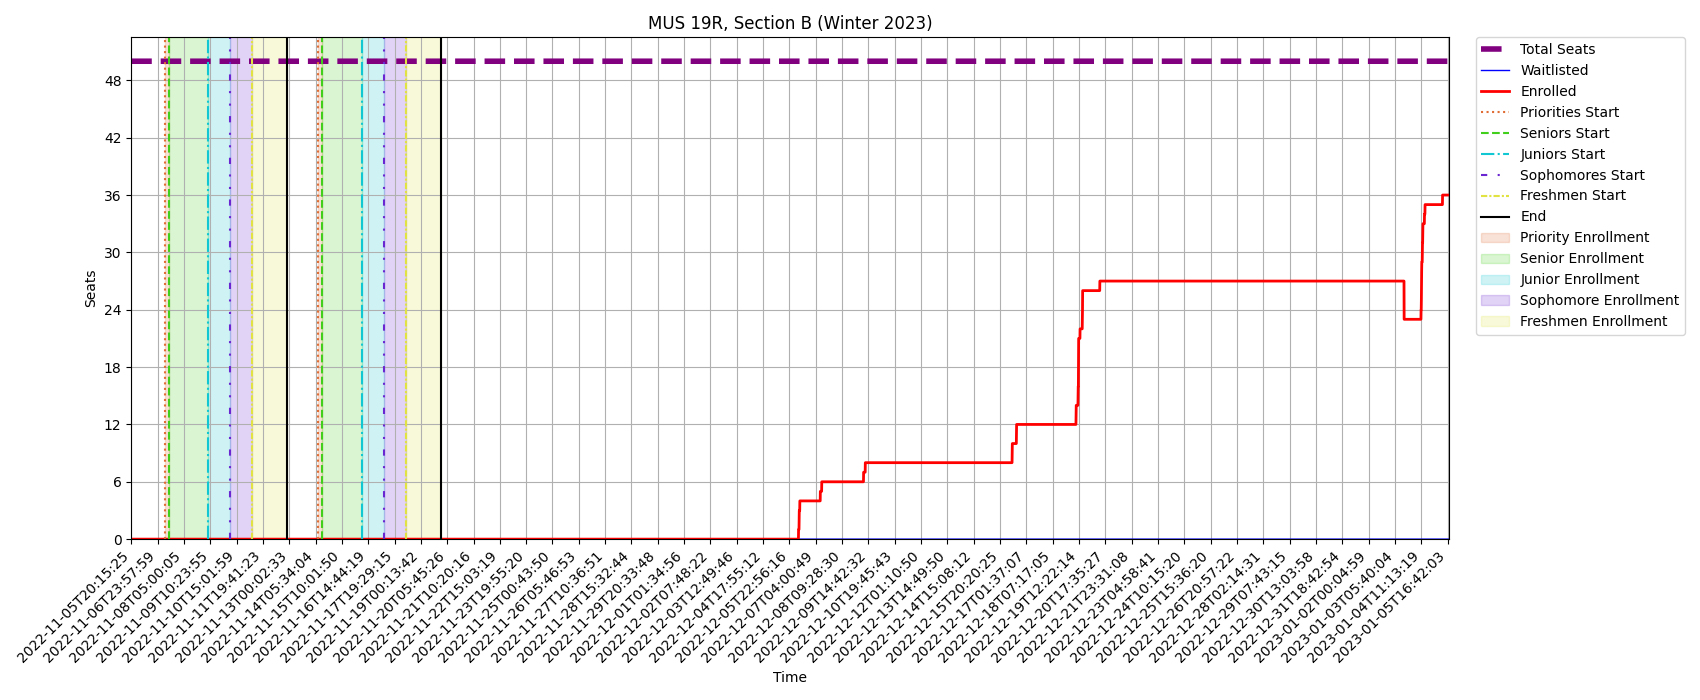 MUS 19R, Section B (Winter 2023)
Total Seats
Waitlisted
Enrolled
Priorities Start
Seniors Start
Juniors Start
Sophomores Start
Freshmen Start
End
Priority Enrollment
Senior Enrollment
Junior Enrollment
Sophomore Enrollment
Freshmen Enrollment
Seats
48
42
36
30
24
18
12
6
0
2022-11-05T20:15:25
2022-11-06T23:57:59
2022-11-08T05:00:05
2022-11-09T10:23:55
2022-11-10T15:01:59
2022-11-11T19:41:23
2022-11-13T00:02:33
2022-11-14T05:34:04
2022-11-15T10:01:50
2022-11-16T14:44:19
2022-11-17T19:29:15
2022-11-19T00:13:42
2022-11-20T05:45:26
2022-11-21T10:20:16
2022-11-22T15:03:19
2022-11-23T19:55:20
2022-11-25T00:43:50
2022-11-26T05:46:53
2022-11-27T10:36:51
2022-11-28T15:32:44
2022-11-29T20:33:48
2022-12-01T01:34:56
2022-12-02T07:48:22
2022-12-03T12:49:46
2022-12-04T17:55:12
2022-12-05T22:56:16
2022-12-07T04:00:49
2022-12-08T09:28:30
2022-12-09T14:42:32
2022-12-10T19:45:43
2022-12-12T01:10:50
2022-12-13T14:49:50
2022-12-14T15:08:12
2022-12-15T20:20:25
2022-12-17T01:37:07
2022-12-18T07:17:05
2022-12-19T12:22:14
2022-12-20T17:35:27
2022-12-21T23:31:08
2022-12-23T04:58:41
2022-12-24T10:15:20
2022-12-25T15:36:20
2022-12-26T20:57:22
2022-12-28T02:14:31
2022-12-29T07:43:15
2022-12-30T13:03:58
2022-12-31T18:42:54
2023-01-02T00:04:59
2023-01-03T05:40:04
2023-01-04T11:13:19
2023-01-05T16:42:03
Time